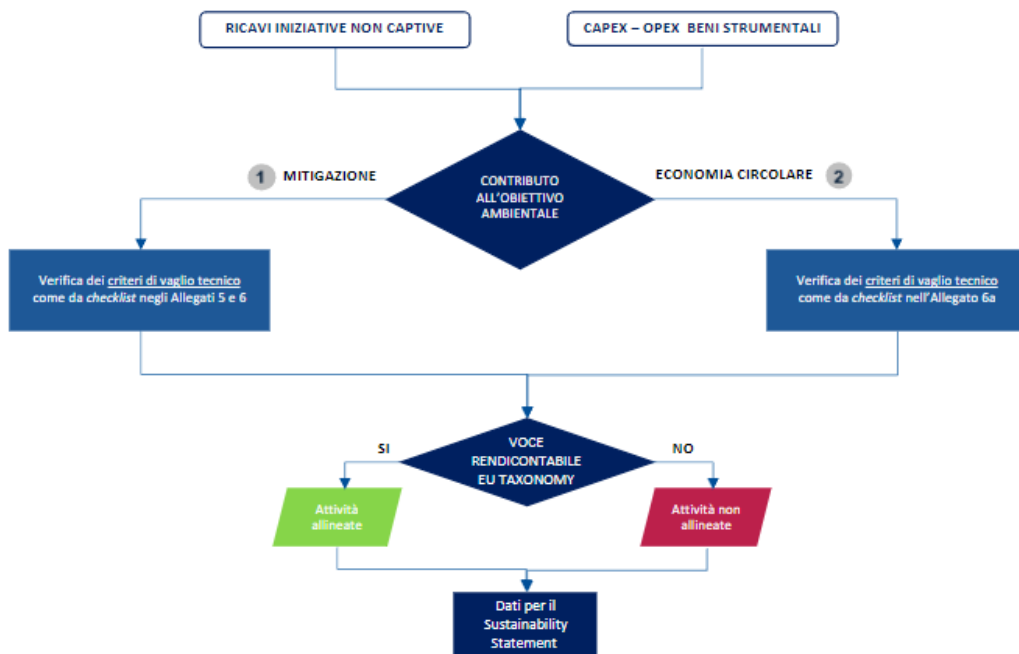 RICAVI INIZIATIVE NON CAPTIVE
CAPEX – OPEX BENI STRUMENTALI
1 MITIGAZIONE
CONTRIBUTO
ALL'OBIETTIVO
AMBIENTALE
ECONOMIA CIRCOLARE 2
Verifica dei criteri di vaglio tecnico
come da checklist negli Allegati 5 e 6
Verifica dei criteri di vaglio tecnico
come da checklist nell'Allegato 6a
SI
VOCE
RENDICONTABILE
EU TAXONOMY
NO
Attività
allineate
Attività non
allineate
Dati per il
Sustainability
Statement